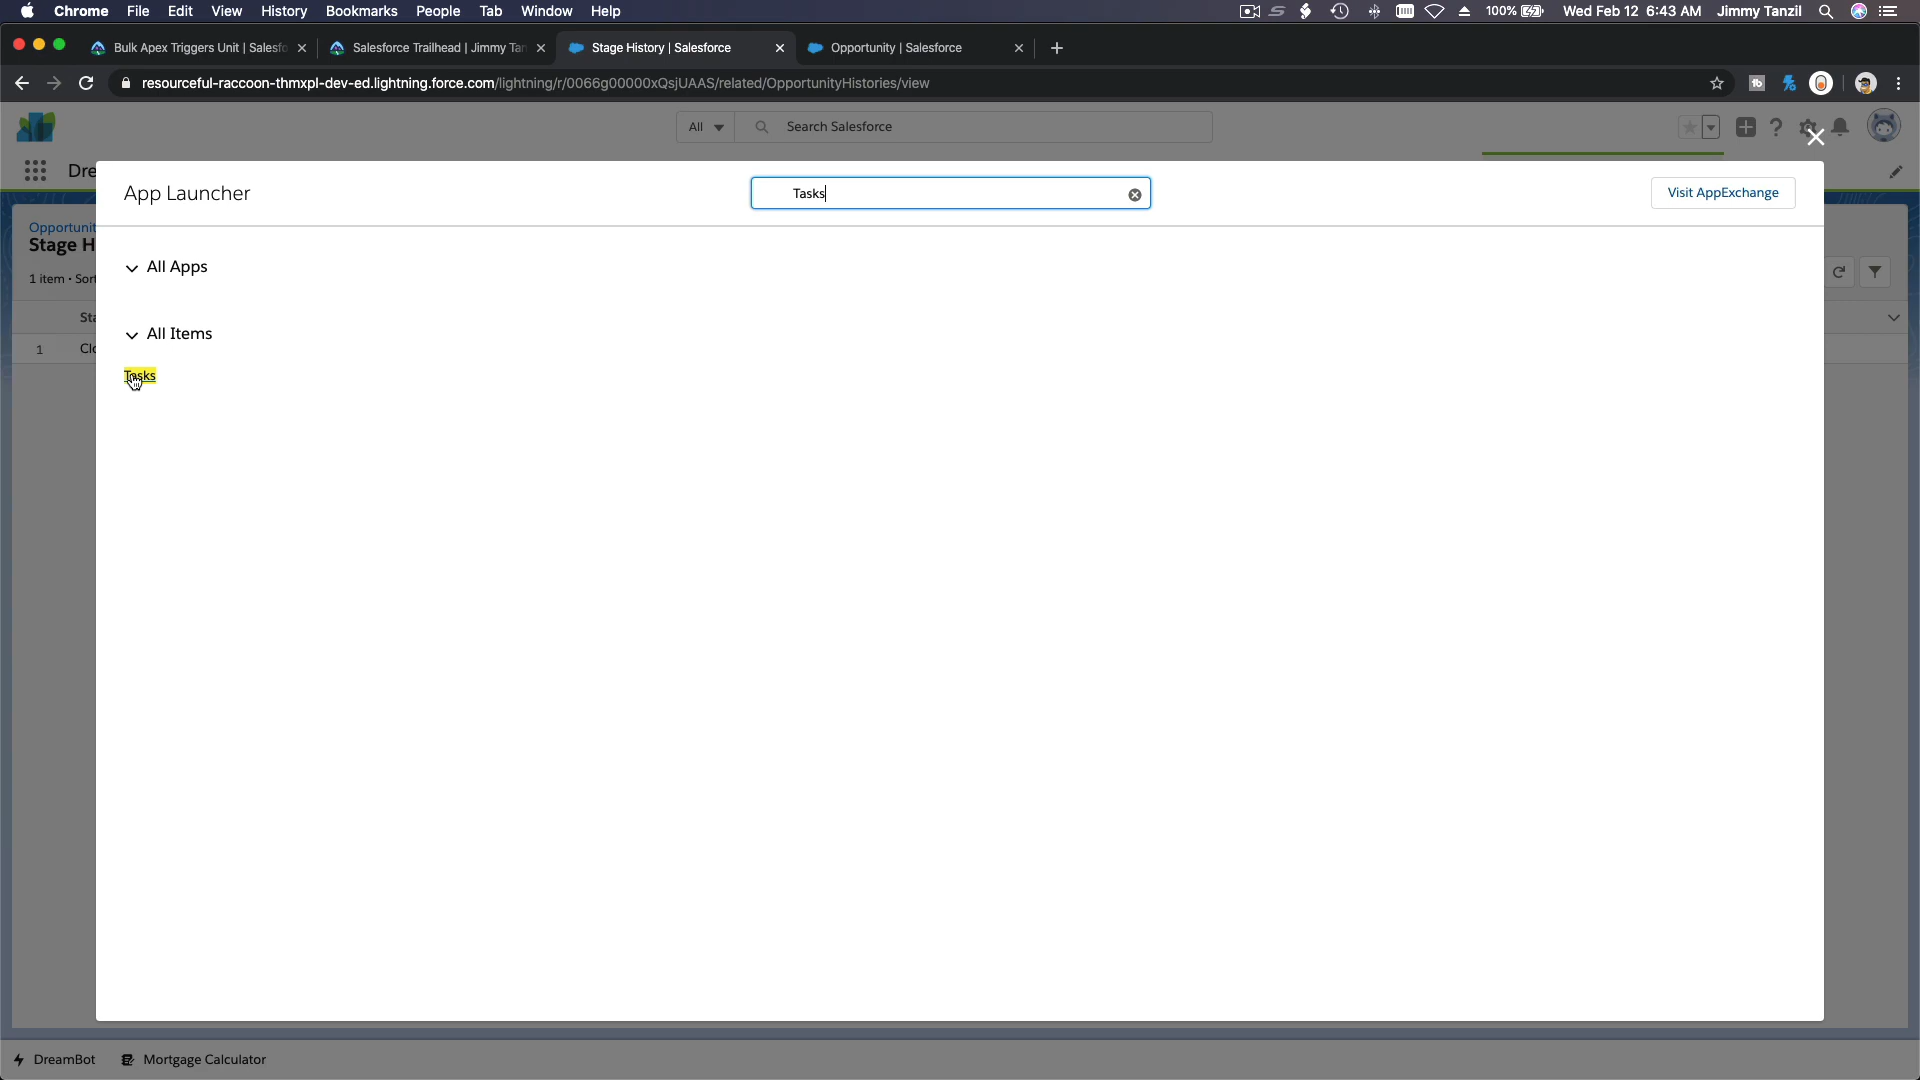 Chrome File Edit View History Bookmarks People Tab Window Help 100% Wed Feb 12 6:43 AM Jimmy Tanzil
Bulk Apex Triggers Unit | Salesfo Salesforce Trailhead | Jimmy Tan Stage History | Salesforce Opportunity | Salesforce
resourceful-raccoon-thmxpl-dev-ed.lightning.force.com/lightning/r/0066g00000xQsjUAAS/related/OpportunityHistories/view
All Search Salesforce
Dre
App Launcher Tasks Visit AppExchange
Opportunit
Stage H
All Apps
1 item • Sort
Sta
All Items
1 Clo
Tasks
DreamBot Mortgage Calculator